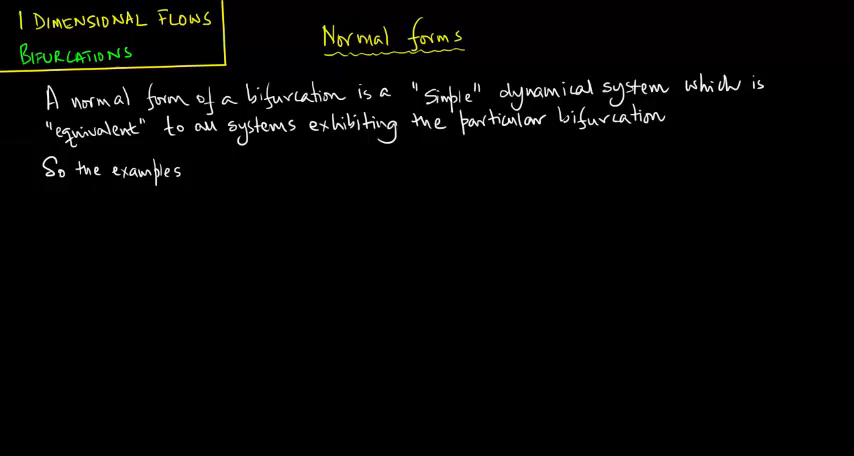 1 DIMENSIONAL FLOWS
BIFURCATIONS
Normal forms
A normal form of a bifurcation is a "simple" dynamical system which is
"equivalent" to all systems exhibiting the particular bifurcation
So the examples